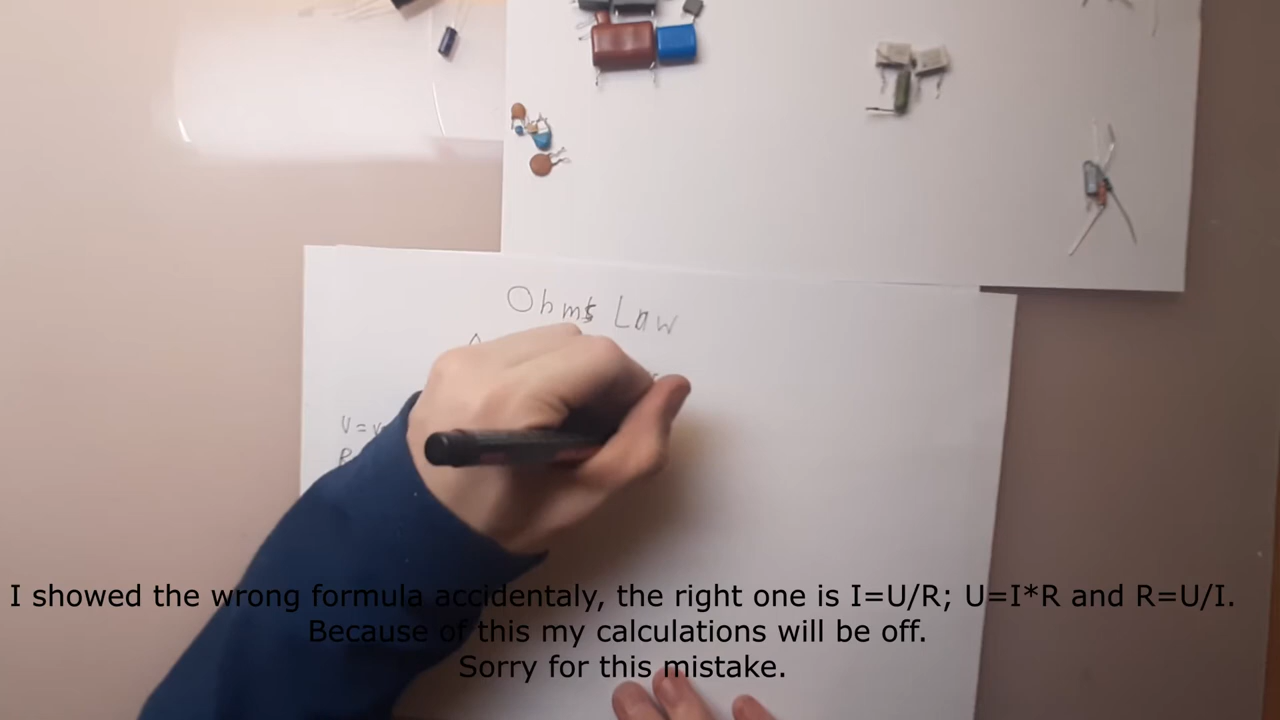 Ohms Law
V=
I showed the wrong formula accidentaly, the right one is I=U/R; U=I*R and R=U/I.
Because of this my calculations will be off.
Sorry for this mistake.